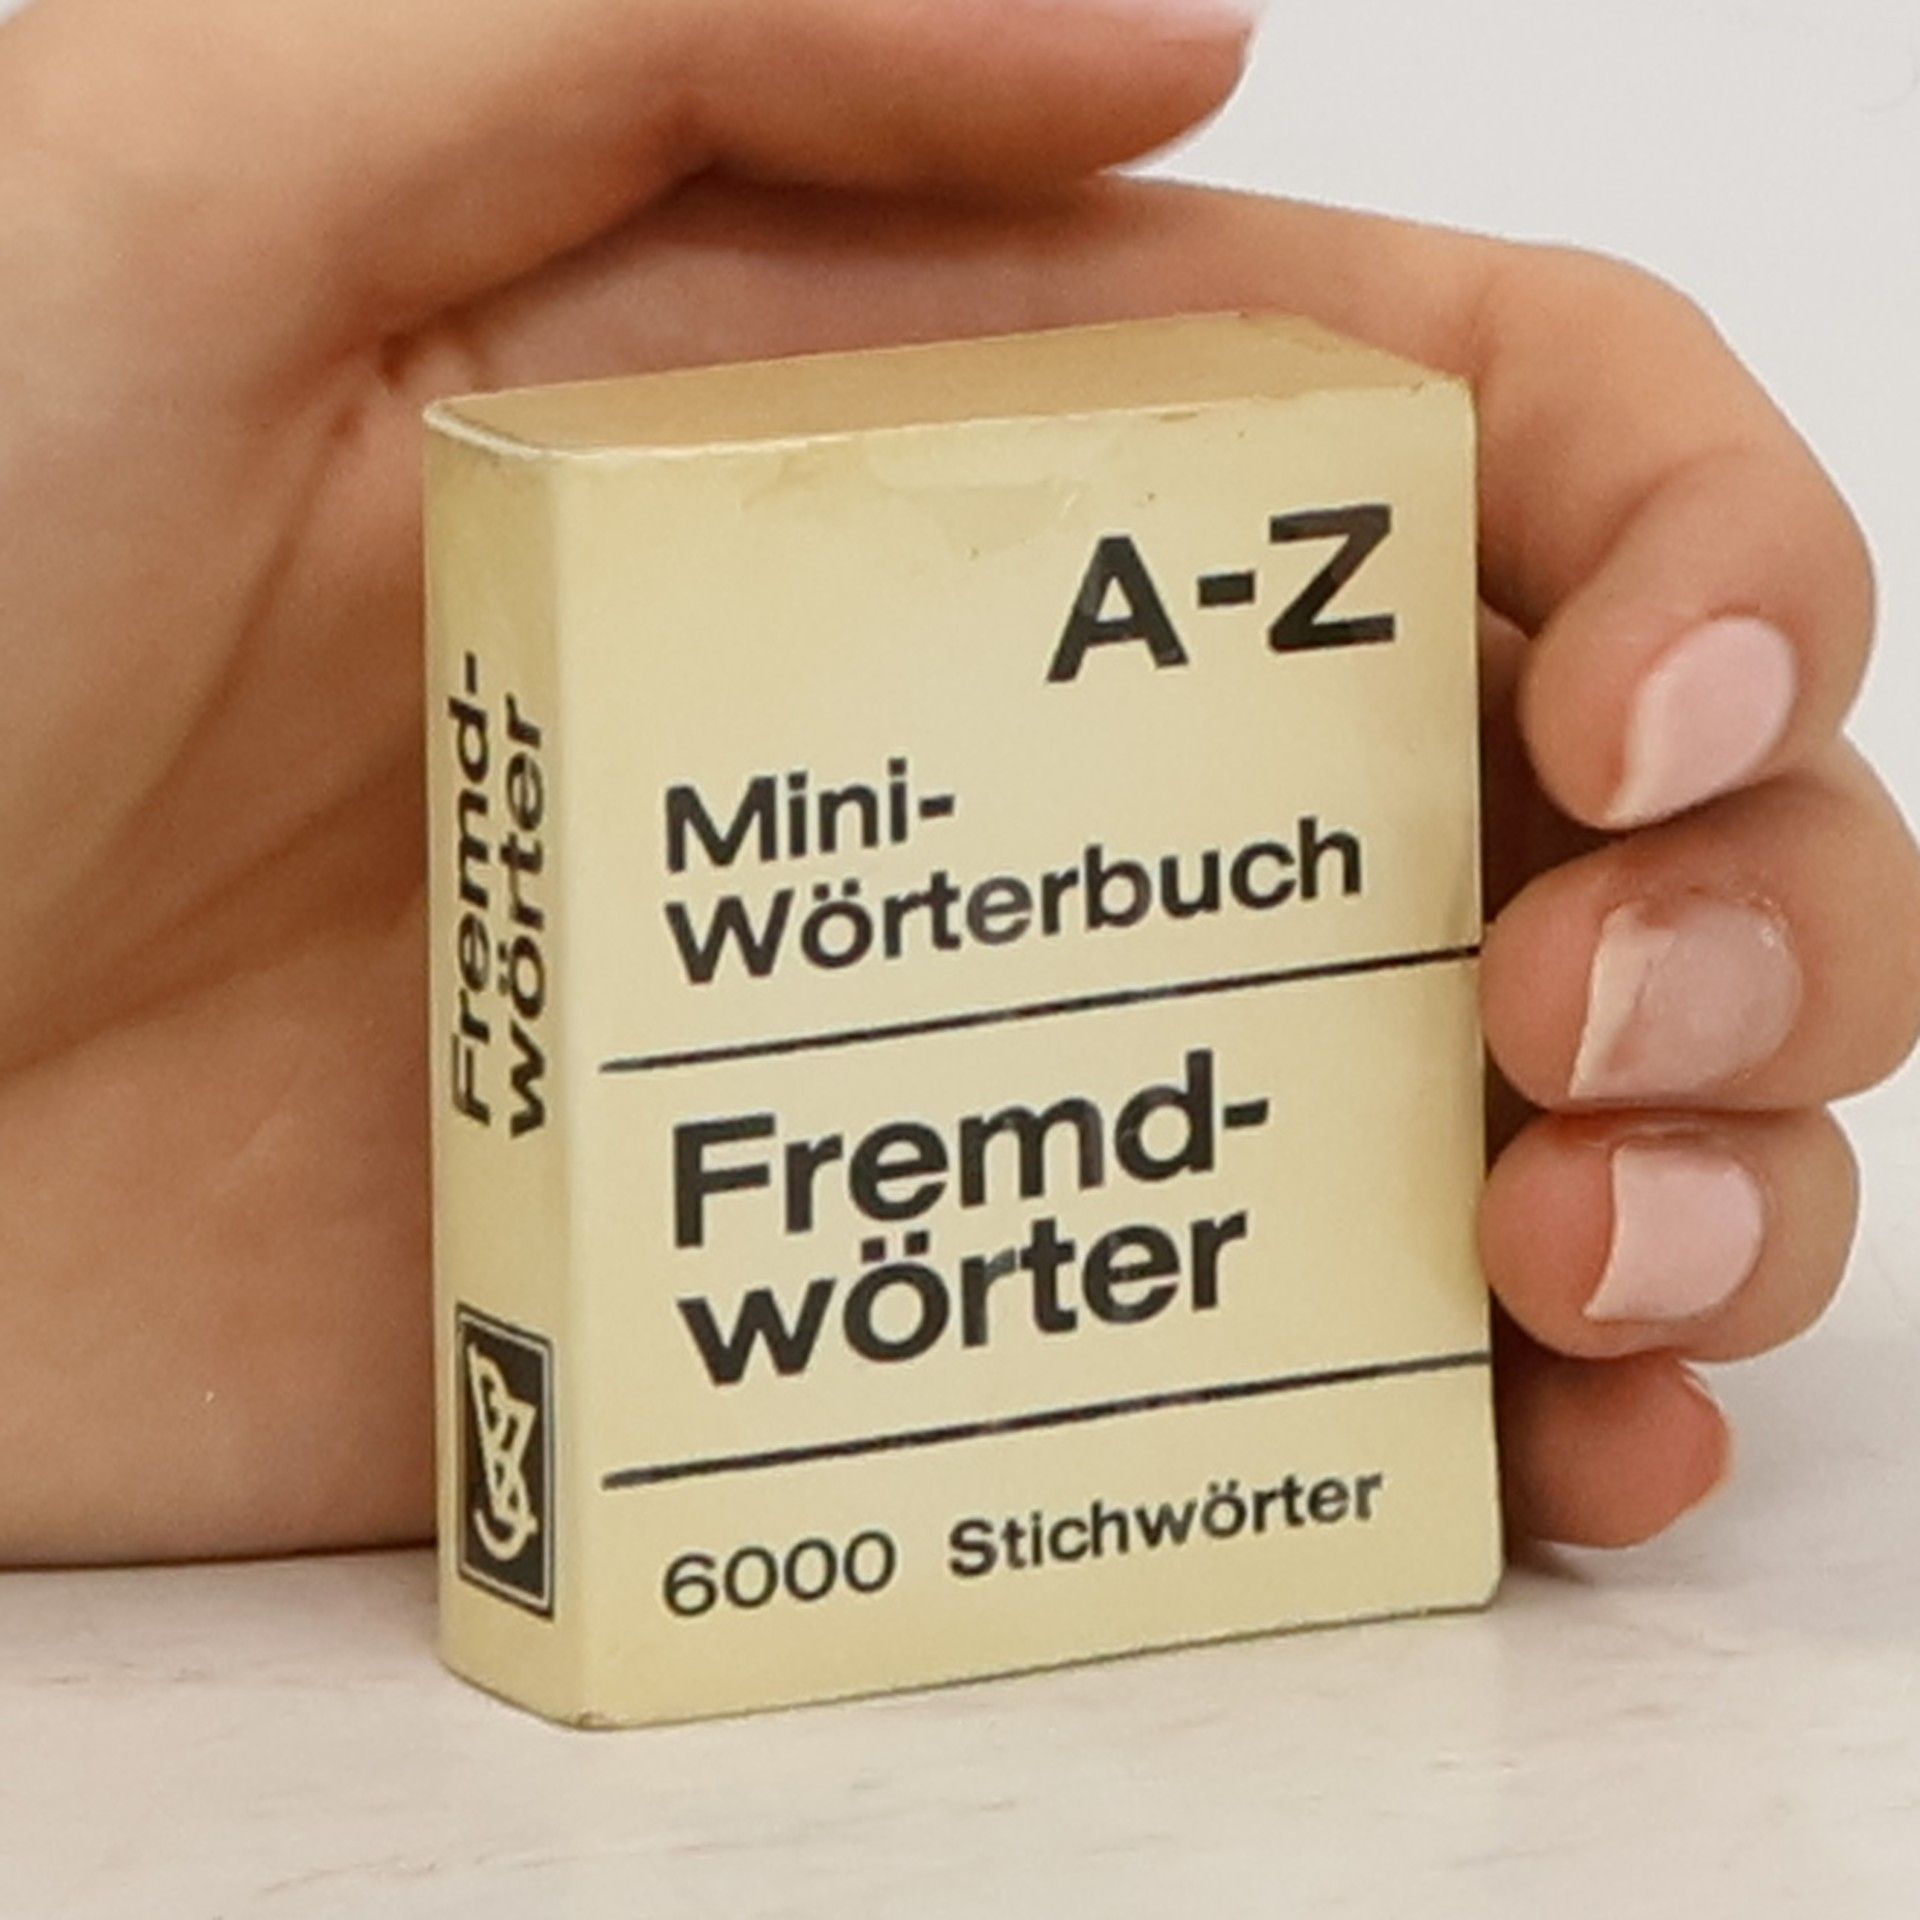 A-Z
Mini-
Wörterbuch
Fremd-
wörter
6000 Stichwörter
Fremd-
wörter